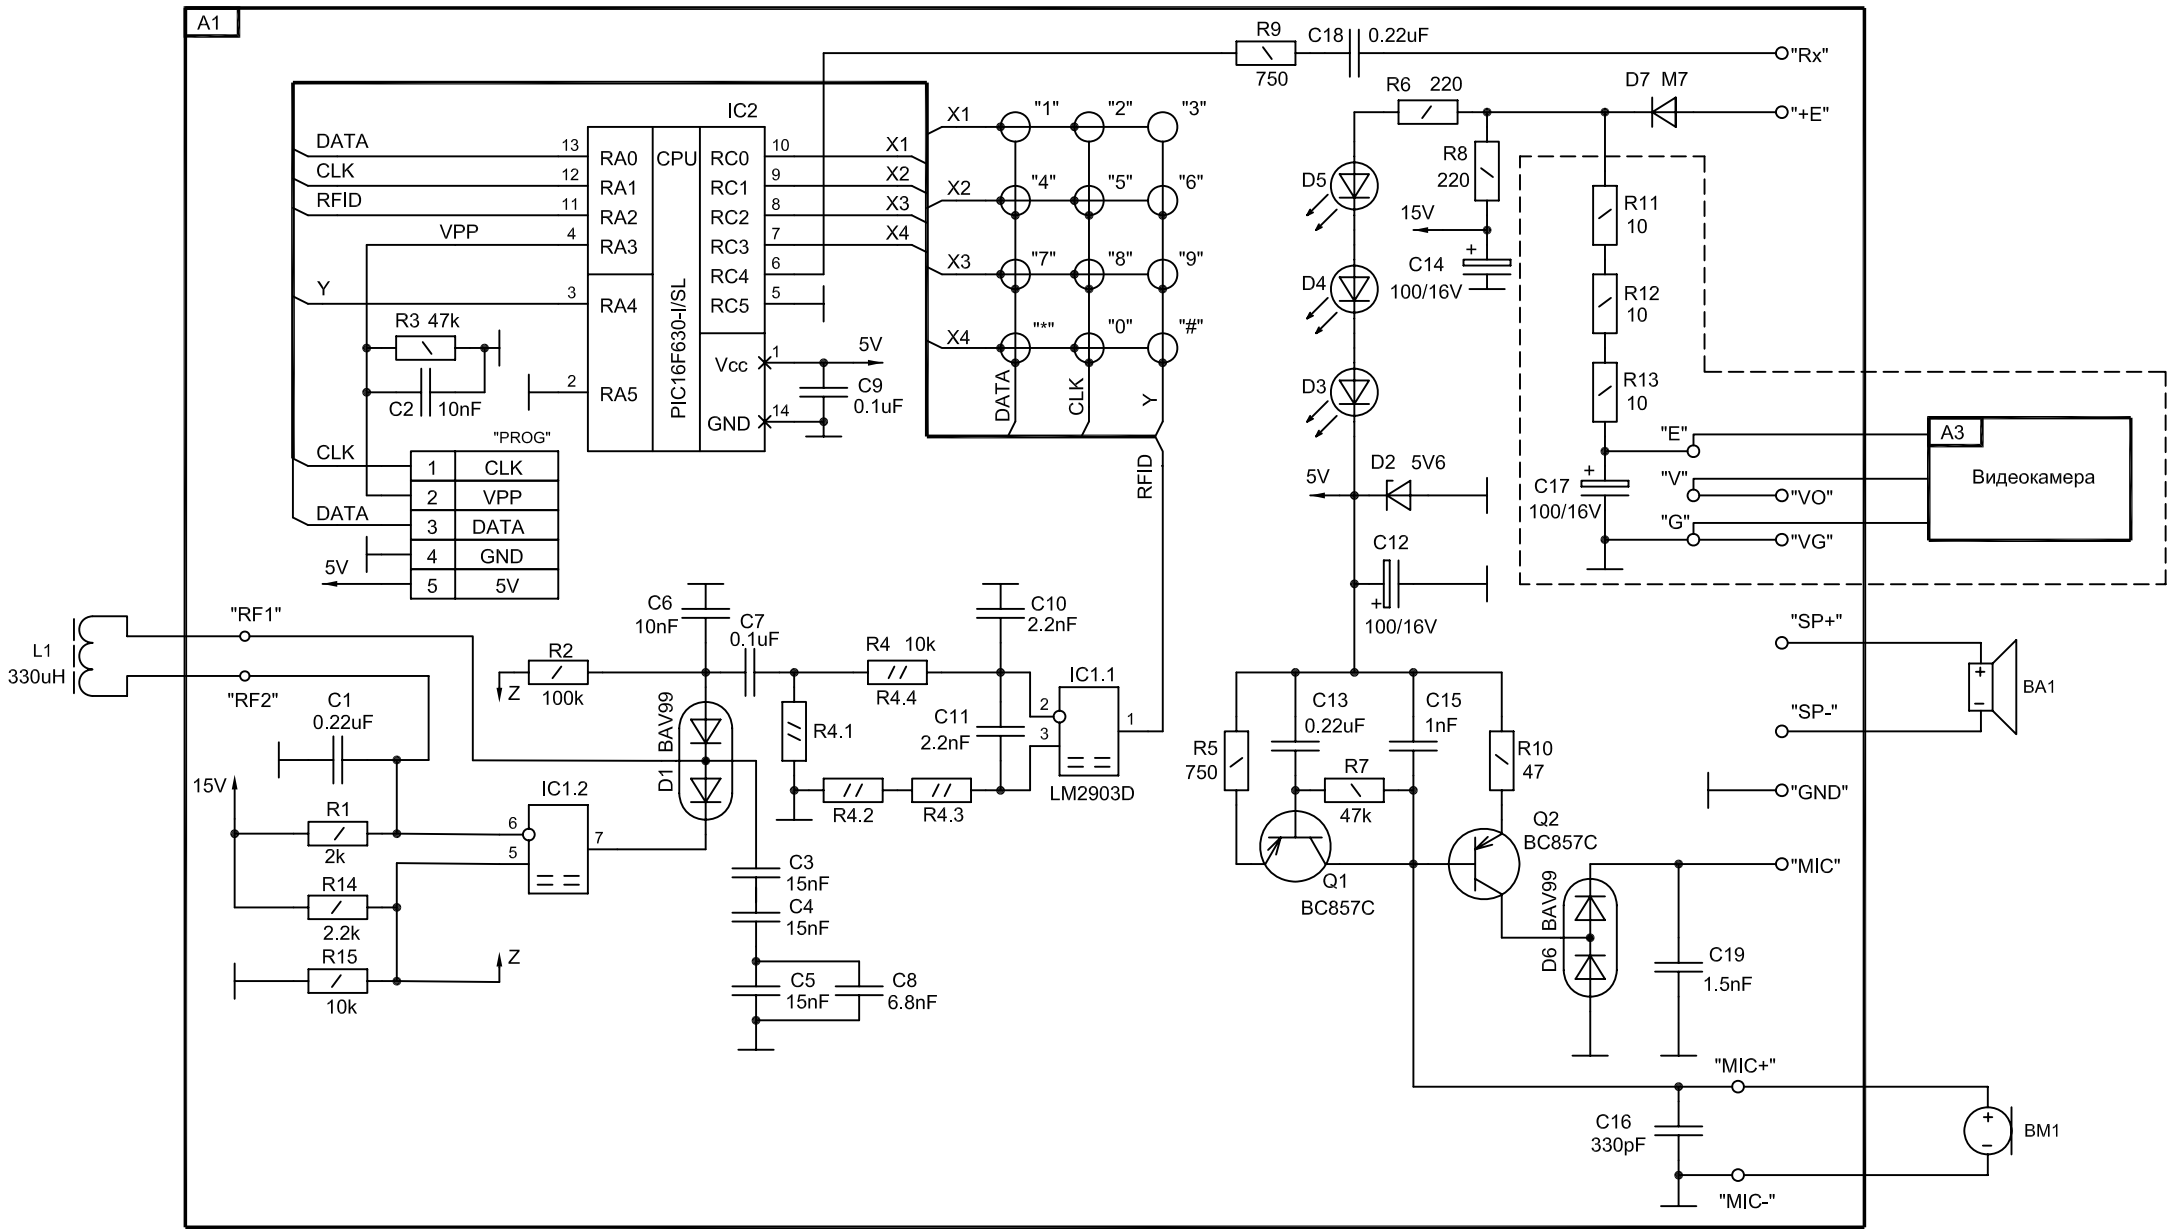 A1
R9
750
C18
0.22uF
"Rx"
R6 220
D7 M7
"+E"
IC2
DATA
CLK
RFID
VPP
Y
13
12
11
4
3
2
RA0
RA1
RA2
RA3
RA4
RA5
CPU
PIC16F630-I/SL
RC0
RC1
RC2
RC3
RC4
RC5
Vcc
GND
10
9
8
7
6
5
1
14
X1
X2
X3
X4
5V
C9
0.1uF
X1
X2
X3
X4
"1"
"2"
"3"
"4"
"5"
"6"
"7"
"8"
"9"
"*"
"0"
"#"
DATA
CLK
Y
RFID
R3 47k
C2
10nF
"PROG"
CLK
DATA
5V
1 CLK
2 VPP
3 DATA
4 GND
5 5V
D5
D4
D3
R8
220
15V
+
C14
100/16V
R11
10
R12
10
R13
10
5V
D2 5V6
C12
+
100/16V
+
C17
100/16V
"E"
"V"
"G"
"VO"
"VG"
A3
Видеокамера
L1
330uH
"RF1"
"RF2"
C1
0.22uF
15V
R1
2k
R14
2.2k
R15
10k
Z
IC1.2
6
5
7
Z
R2
100k
C6
10nF
C7
0.1uF
D1 BAV99
R4 10k
R4.4
R4.1
R4.2
R4.3
C10
2.2nF
C11
2.2nF
IC1.1
2
3
1
LM2903D
C3
15nF
C4
15nF
C5
15nF
C8
6.8nF
R5
750
C13
0.22uF
C15
1nF
R7
47k
R10
47
Q1
BC857C
Q2
BC857C
D6 BAV99
C19
1.5nF
"SP+"
"SP-"
+
−
BA1
"GND"
"MIC"
"MIC+"
C16
330pF
"MIC-"
+
−
BM1